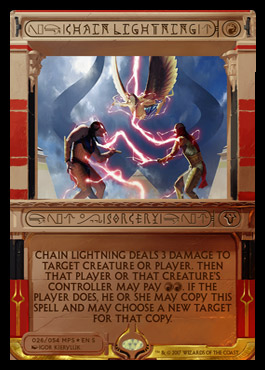 CHAIN LIGHTNING
SORCERY
CHAIN LIGHTNING DEALS 3 DAMAGE TO
TARGET CREATURE OR PLAYER. THEN
THAT PLAYER OR THAT CREATURE'S
CONTROLLER MAY PAY . IF THE
PLAYER DOES, HE OR SHE MAY COPY THIS
SPELL AND MAY CHOOSE A NEW TARGET
FOR THAT COPY.
026/054 MPS EN S
IGOR KIERYLUK
™ & © 2017 WIZARDS OF THE COAST